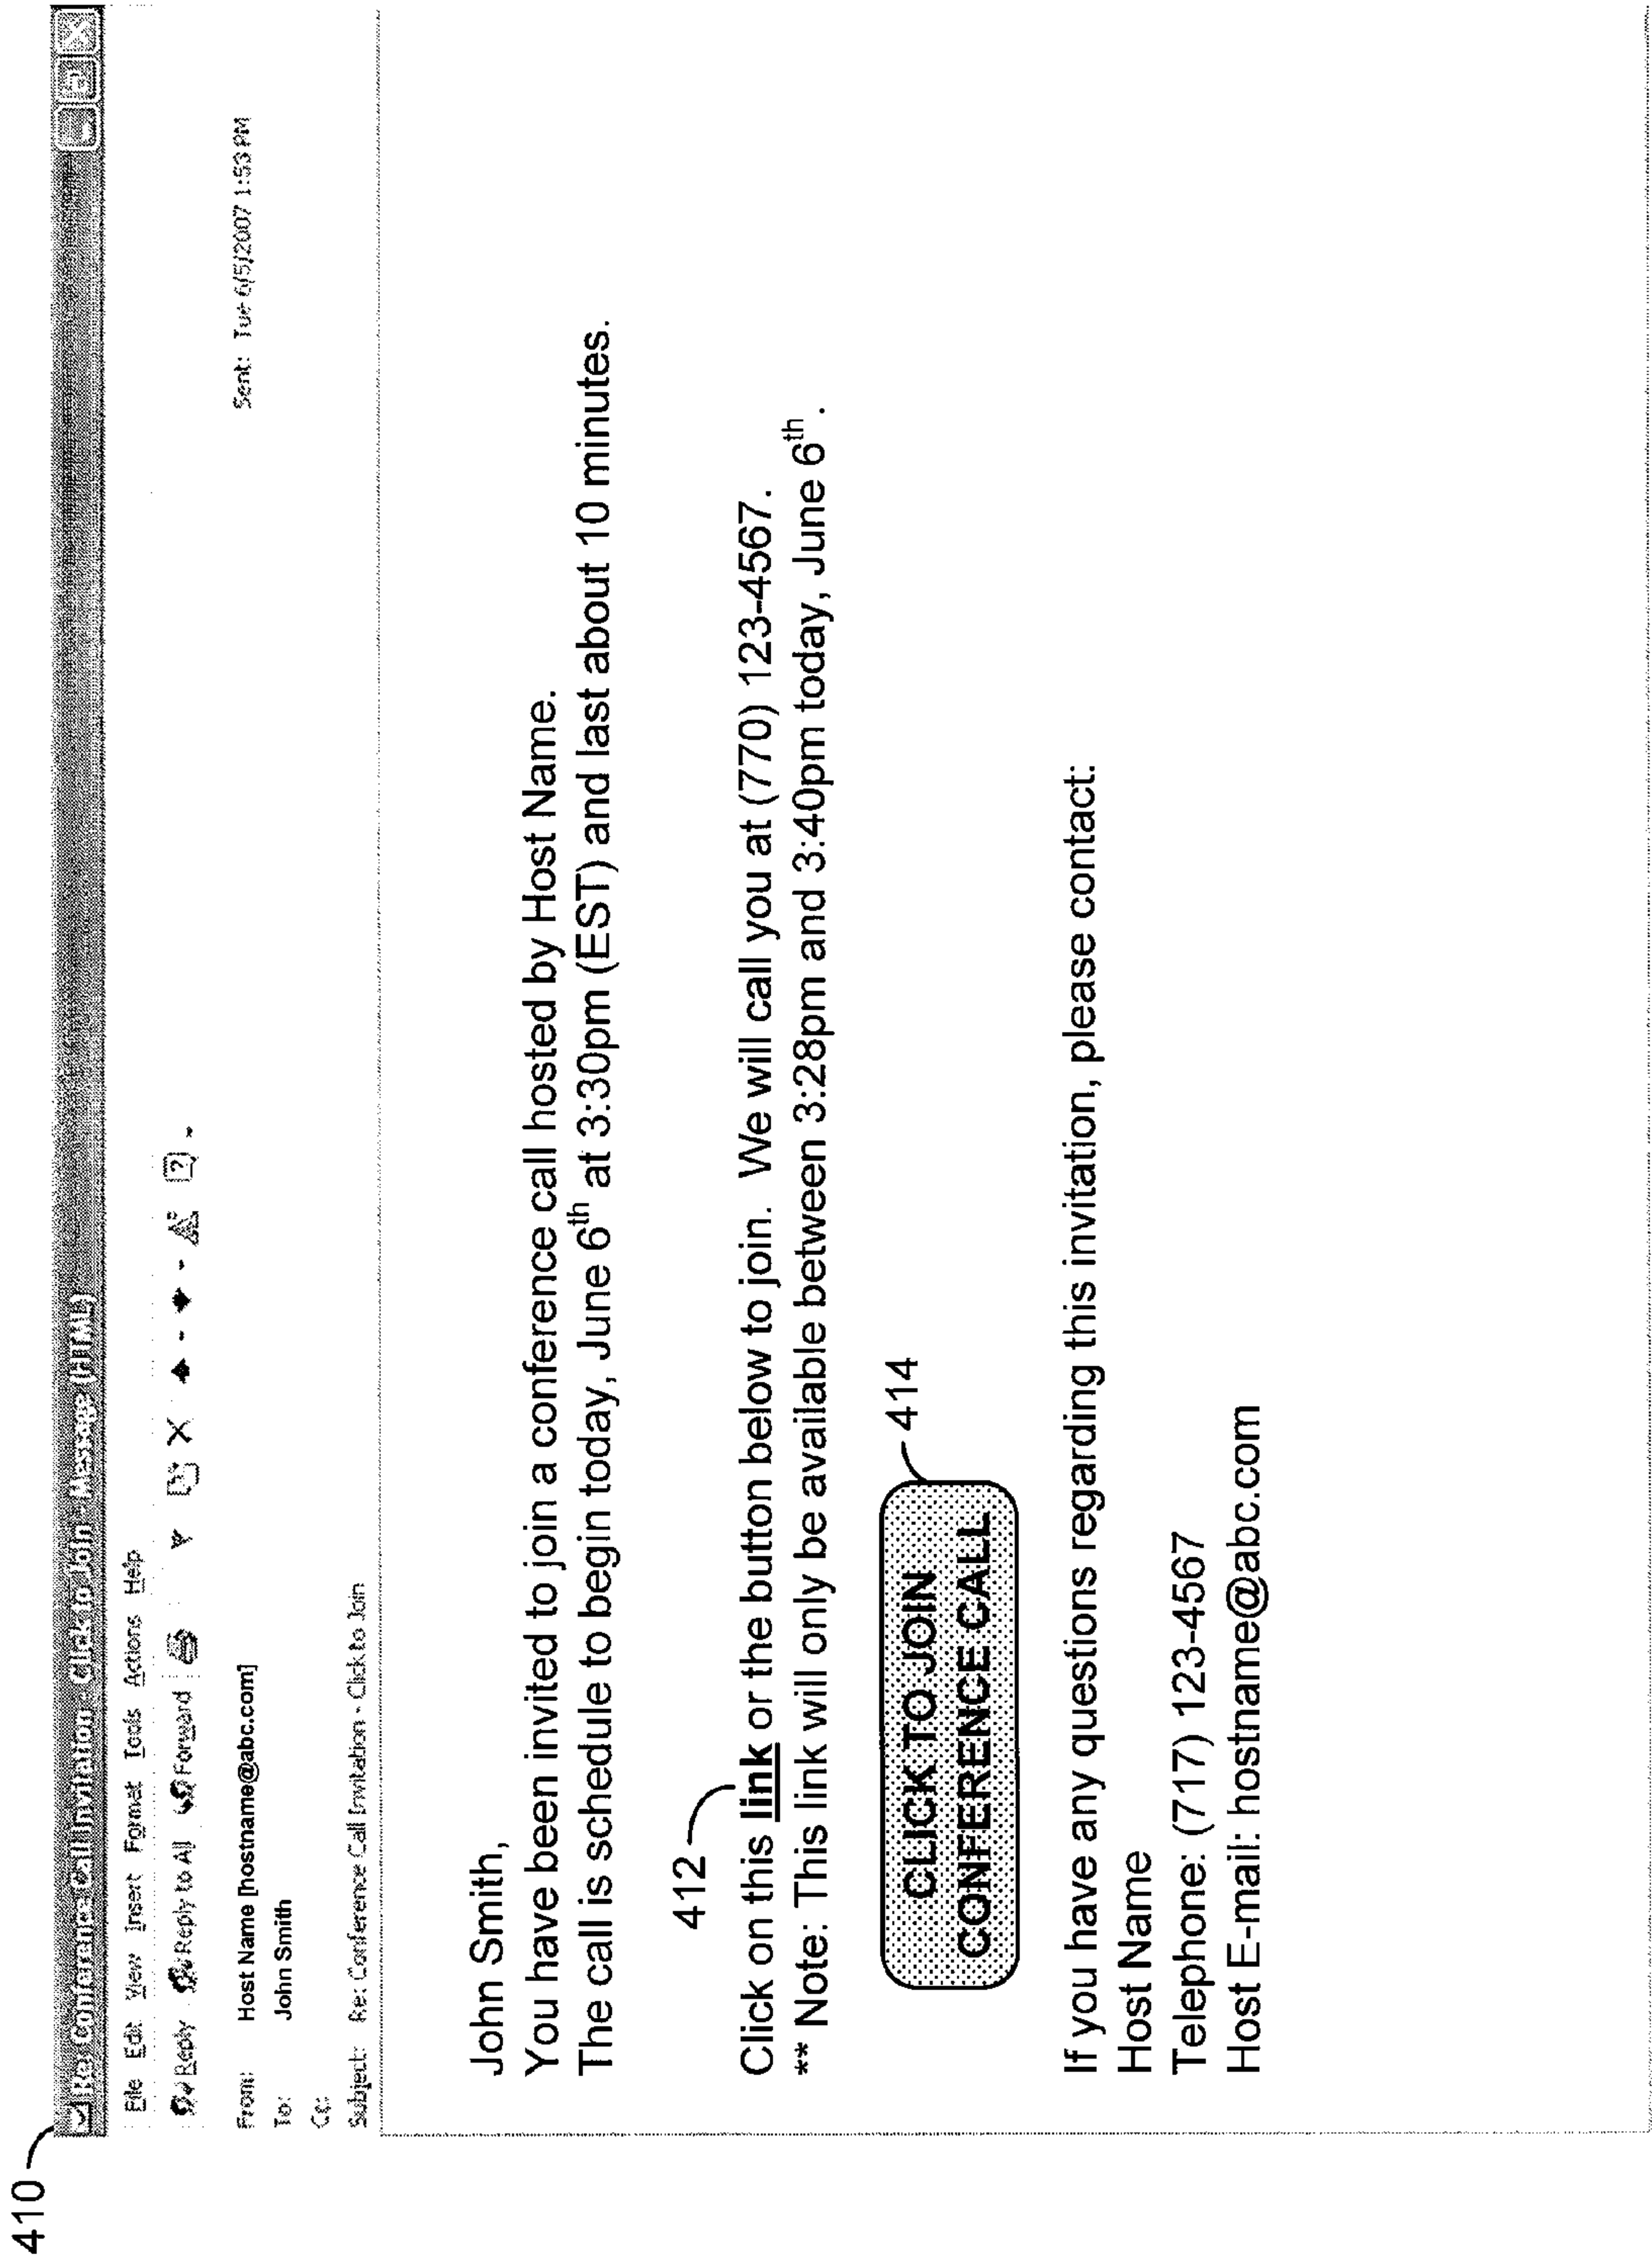 410
Re: Conference Call Invitation - Click to Join - Message (HTML)
File Edit View Insert Format Tools Actions Help
Reply Reply to All Forward
From: Host Name [hostname@abc.com] Sent: Tue 6/5/2007 1:53 PM
To: John Smith
Cc:
Subject: Re: Conference Call Invitation - Click to Join
John Smith,
You have been invited to join a conference call hosted by Host Name.
The call is schedule to begin today, June 6th at 3:30pm (EST) and last about 10 minutes.
412
Click on this link or the button below to join. We will call you at (770) 123-4567.
** Note: This link will only be available between 3:28pm and 3:40pm today, June 6th.
414
CLICK TO JOIN
CONFERENCE CALL
If you have any questions regarding this invitation, please contact:
Host Name
Telephone: (717) 123-4567
Host E-mail: hostname@abc.com